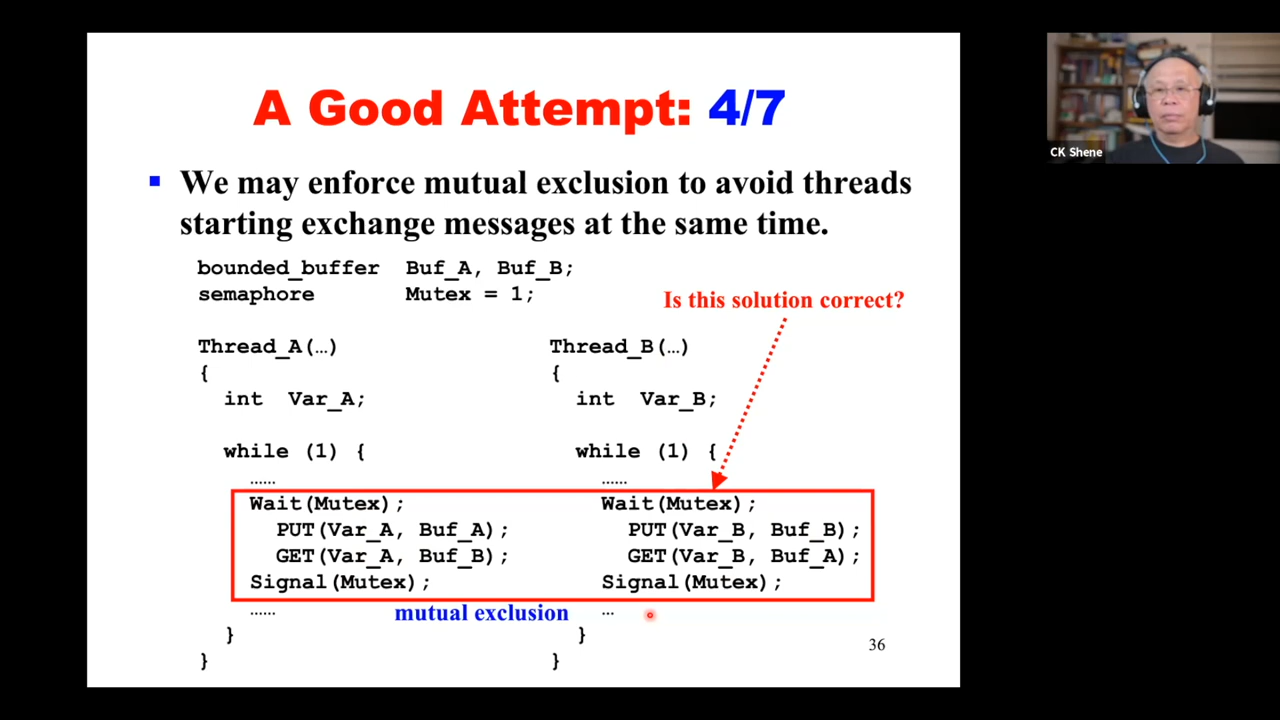 A Good Attempt: 4/7
We may enforce mutual exclusion to avoid threads
starting exchange messages at the same time.
bounded_buffer Buf_A, Buf_B;
semaphore Mutex = 1;
Is this solution correct?
Thread_A(…) Thread_B(…)
{ {
int Var_A; int Var_B;
while (1) { while (1) {
…… ……
Wait(Mutex); Wait(Mutex);
PUT(Var_A, Buf_A); PUT(Var_B, Buf_B);
GET(Var_A, Buf_B); GET(Var_B, Buf_A);
Signal(Mutex); Signal(Mutex);
…… mutual exclusion …
} }
} }
36
CK Shene